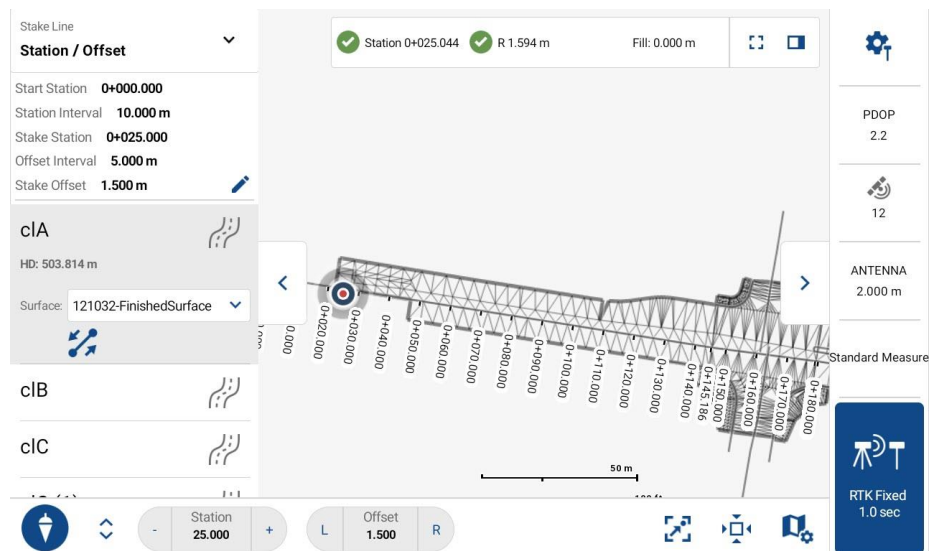 Stake Line
Station / Offset
Start Station 0+000.000
Station Interval 10.000 m
Stake Station 0+025.000
Offset Interval 5.000 m
Stake Offset 1.500 m
clA
HD: 503.814 m
Surface: 121032-FinishedSurface
clB
clC
Station 0+025.044 R 1.594 m Fill: 0.000 m
0.000
0+020.000
0+030.000
0+040.000
0+050.000
0+060.000
0+070.000
0+080.000
0+090.000
0+100.000
0+110.000
0+120.000
0+130.000
0+140.000
0+145.186
0+150.000
0+160.000
0+170.000
0+180.000
50 m
PDOP
2.2
12
ANTENNA
2.000 m
Standard Measure
RTK Fixed
1.0 sec
- Station 25.000 +
L Offset 1.500 R